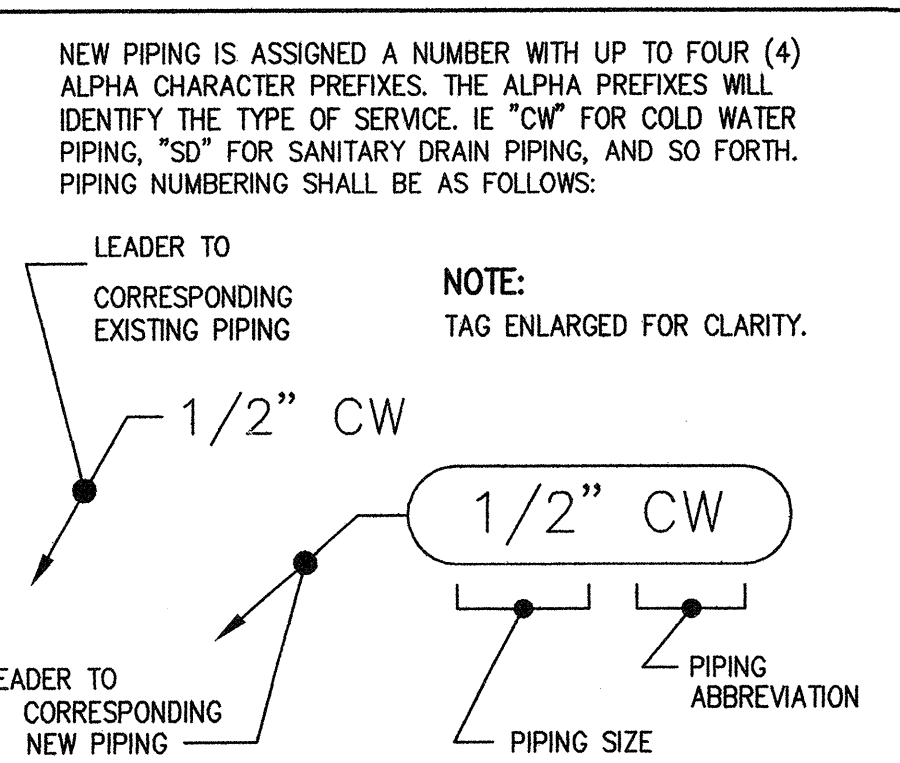 NEW PIPING IS ASSIGNED A NUMBER WITH UP TO FOUR (4)
ALPHA CHARACTER PREFIXES. THE ALPHA PREFIXES WILL
IDENTIFY THE TYPE OF SERVICE. IE "CW" FOR COLD WATER
PIPING, "SD" FOR SANITARY DRAIN PIPING, AND SO FORTH.
PIPING NUMBERING SHALL BE AS FOLLOWS:
LEADER TO
CORRESPONDING
EXISTING PIPING
NOTE:
TAG ENLARGED FOR CLARITY.
1/2" CW
1/2" CW
EADER TO
CORRESPONDING
NEW PIPING
PIPING SIZE
PIPING
ABBREVIATION